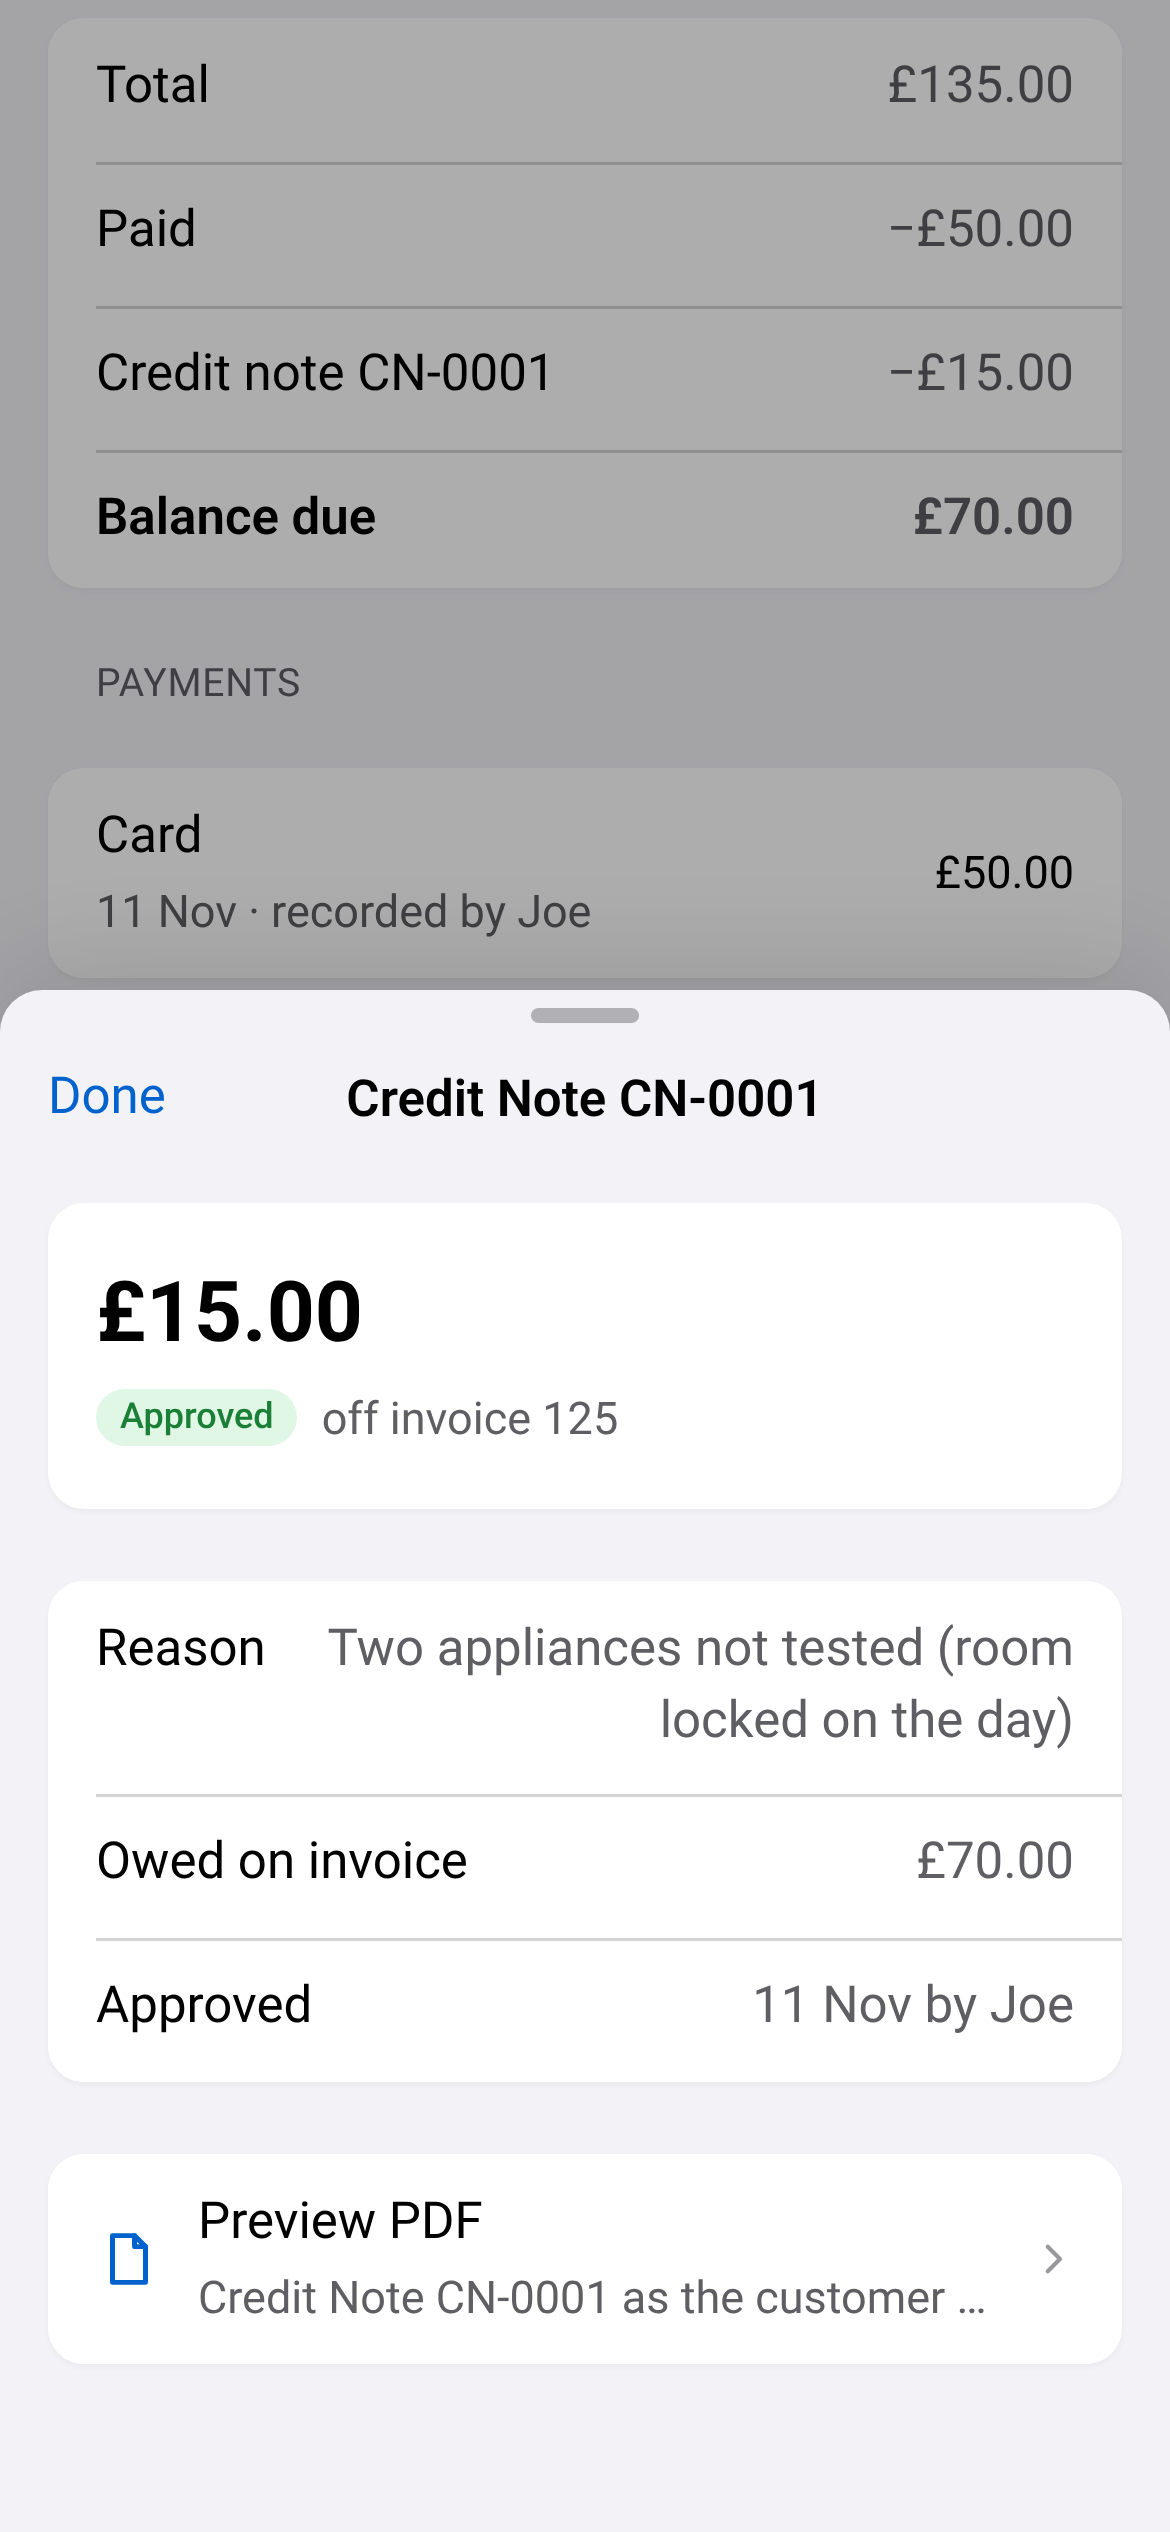 Total £135.00
Paid −£50.00
Credit note CN-0001 −£15.00
Balance due £70.00
PAYMENTS
Card
£50.00
11 Nov · recorded by Joe
Done Credit Note CN-0001
£15.00
Approved off invoice 125
Reason Two appliances not tested (room
locked on the day)
Owed on invoice £70.00
Approved 11 Nov by Joe
Preview PDF
Credit Note CN-0001 as the customer …